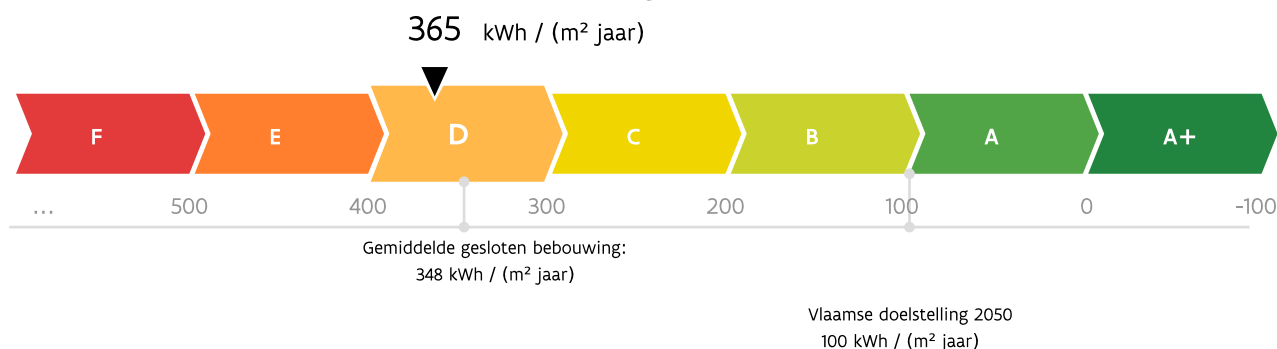 365 kWh / (m² jaar)
F E D C B A A+
... 500 400 300 200 100 0 -100
Gemiddelde gesloten bebouwing:
348 kWh / (m² jaar)
Vlaamse doelstelling 2050
100 kWh / (m² jaar)